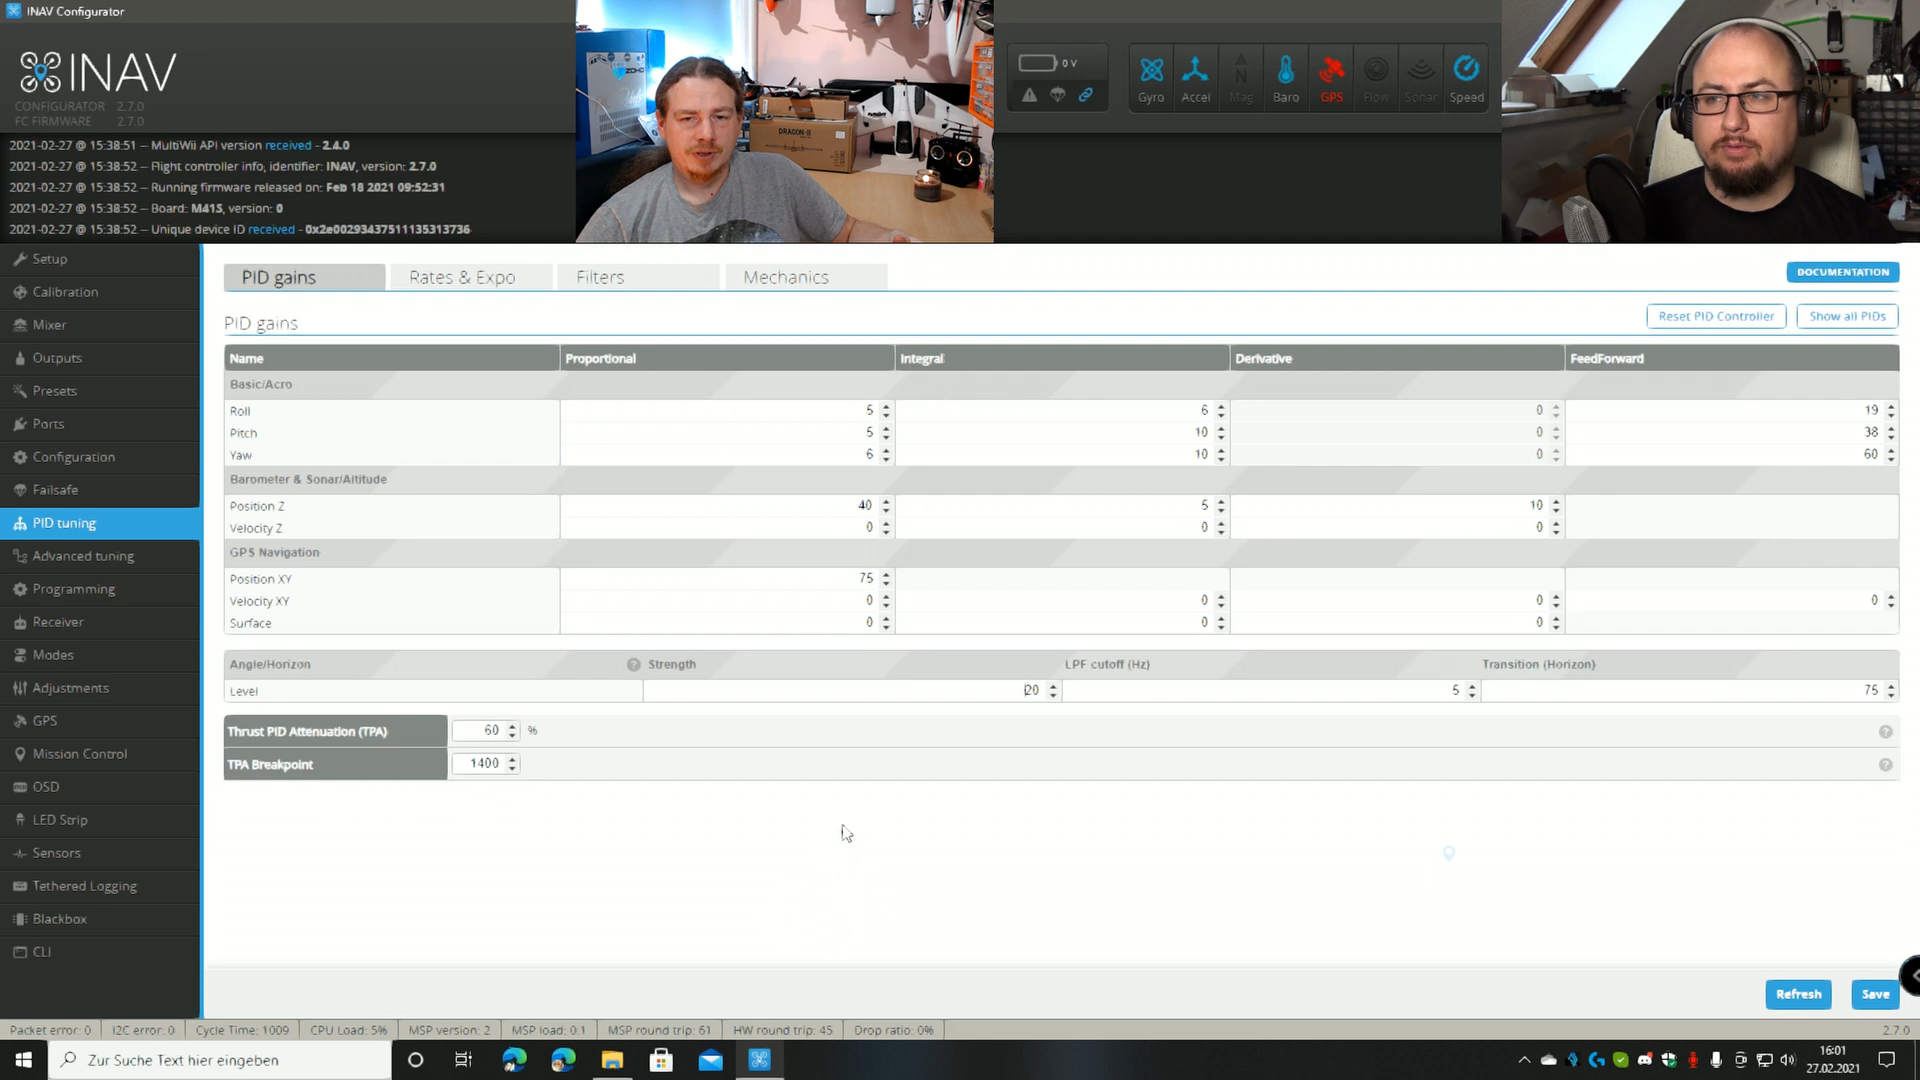 INAV Configurator
INAV
CONFIGURATOR 2.7.0
FC FIRMWARE 2.7.0
2021-02-27 @ 15:38:51 -- MultiWii API version received - 2.4.0
2021-02-27 @ 15:38:52 -- Flight controller info, identifier: INAV, version: 2.7.0
2021-02-27 @ 15:38:52 -- Running firmware released on: Feb 18 2021 09:52:31
2021-02-27 @ 15:38:52 -- Board: M41S, version: 0
2021-02-27 @ 15:38:52 -- Unique device ID received - 0x2e00293437511135313736
DRAGON-II
0 V
Gyro Accel Mag Baro GPS Flow Sonar Speed
Setup
Calibration
Mixer
Outputs
Presets
Ports
Configuration
Failsafe
PID tuning
Advanced tuning
Programming
Receiver
Modes
Adjustments
GPS
Mission Control
OSD
LED Strip
Sensors
Tethered Logging
Blackbox
CLI
PID gains Rates & Expo Filters Mechanics
DOCUMENTATION
PID gains
Reset PID Controller Show all PIDs
Name Proportional Integral Derivative FeedForward
Basic/Acro
Roll 5 6 0 19
Pitch 5 10 0 38
Yaw 6 10 0 60
Barometer & Sonar/Altitude
Position Z 40 5 10
Velocity Z 0 0 0
GPS Navigation
Position XY 75
Velocity XY 0 0 0 0
Surface 0 0 0
Angle/Horizon ? Strength LPF cutoff (Hz) Transition (Horizon)
Level 20 5 75
Thrust PID Attenuation (TPA) 60 % ?
TPA Breakpoint 1400 ?
Refresh Save
Packet error: 0 I2C error: 0 Cycle Time: 1009 CPU Load: 5% MSP version: 2 MSP load: 0.1 MSP round trip: 61 HW round trip: 45 Drop ratio: 0% 2.7.0
Zur Suche Text hier eingeben
16:01
27.02.2021